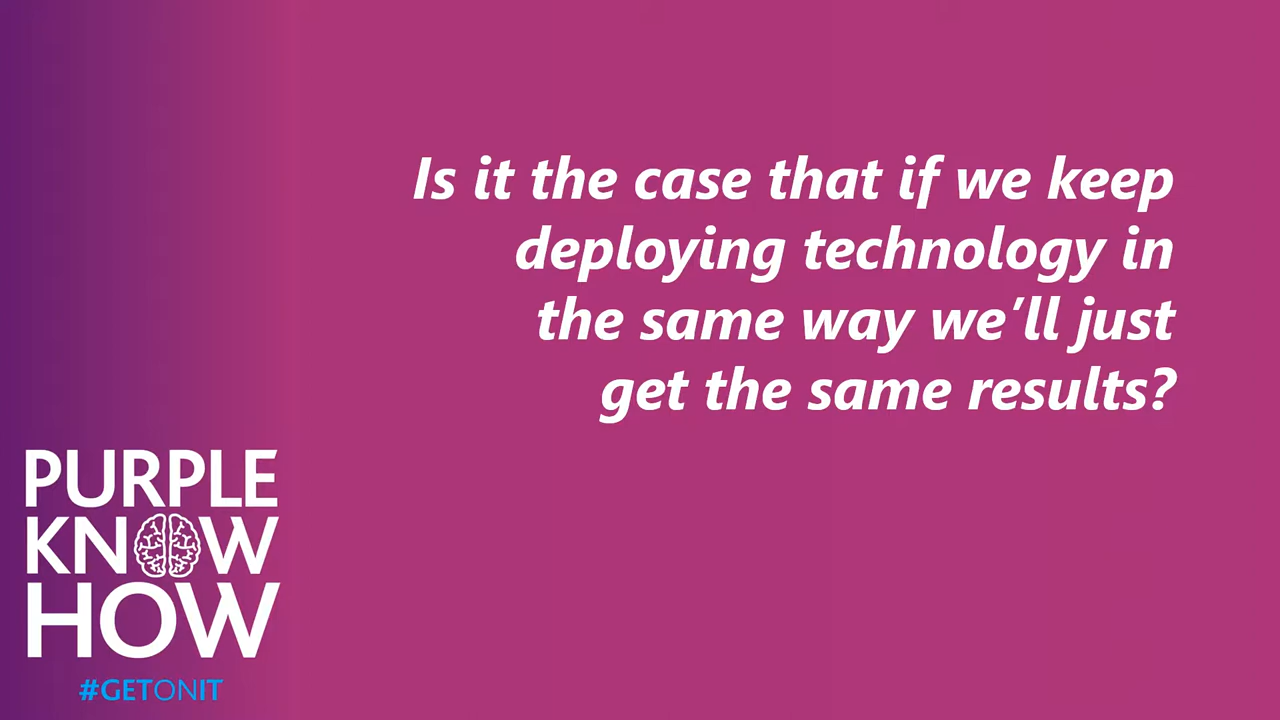 Is it the case that if we keep
deploying technology in
the same way we’ll just
get the same results?
PURPLE
KNOW
HOW
#GETONIT